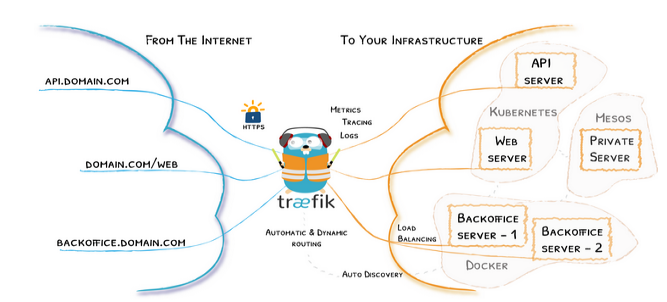 From The Internet
To Your Infrastructure
api.domain.com
domain.com/web
backoffice.domain.com
HTTPS
Metrics
Tracing
Logs
træfik
Automatic & Dynamic
routing
Auto Discovery
Load
Balancing
API
server
Kubernetes
Web
server
Mesos
Private
Server
Backoffice
server - 1
Backoffice
server - 2
Docker